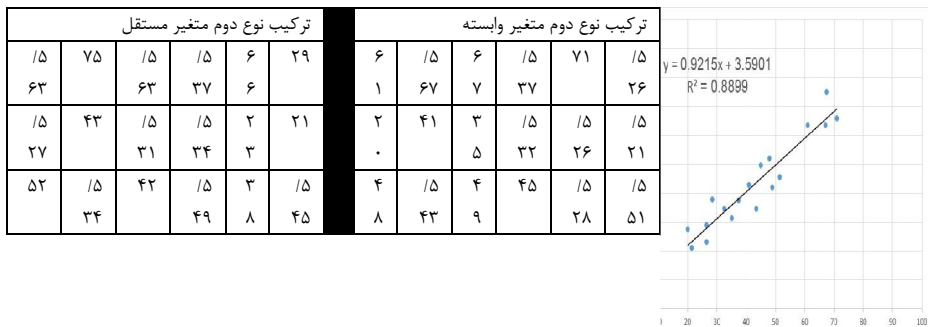 ترکیب نوع دوم متغیر وابسته ترکیب نوع دوم متغیر مستقل
/۵ ۷۱ /۵ ۶ /۵ ۶ ۲۹ ۶ /۵ /۵ ۷۵ /۵
۲۶ ۳۷ ۷ ۶۷ ۱ ۶ ۳۷ ۶۳ ۶۳
/۵ /۵ /۵ ۳ ۴۱ ۲ ۲۱ ۲ /۵ /۵ ۴۳ /۵
۲۱ ۲۶ ۳۲ ۵ ۰ ۳ ۳۴ ۳۱ ۲۷
/۵ /۵ ۴۵ ۴ /۵ ۴ /۵ ۳ /۵ ۴۲ /۵ ۵۲
۵۱ ۲۸ ۹ ۴۳ ۸ ۴۵ ۸ ۴۹ ۳۴
y = 0.9215x + 3.5901
R² = 0.8899
20 30 40 50 60 70 80 90 100